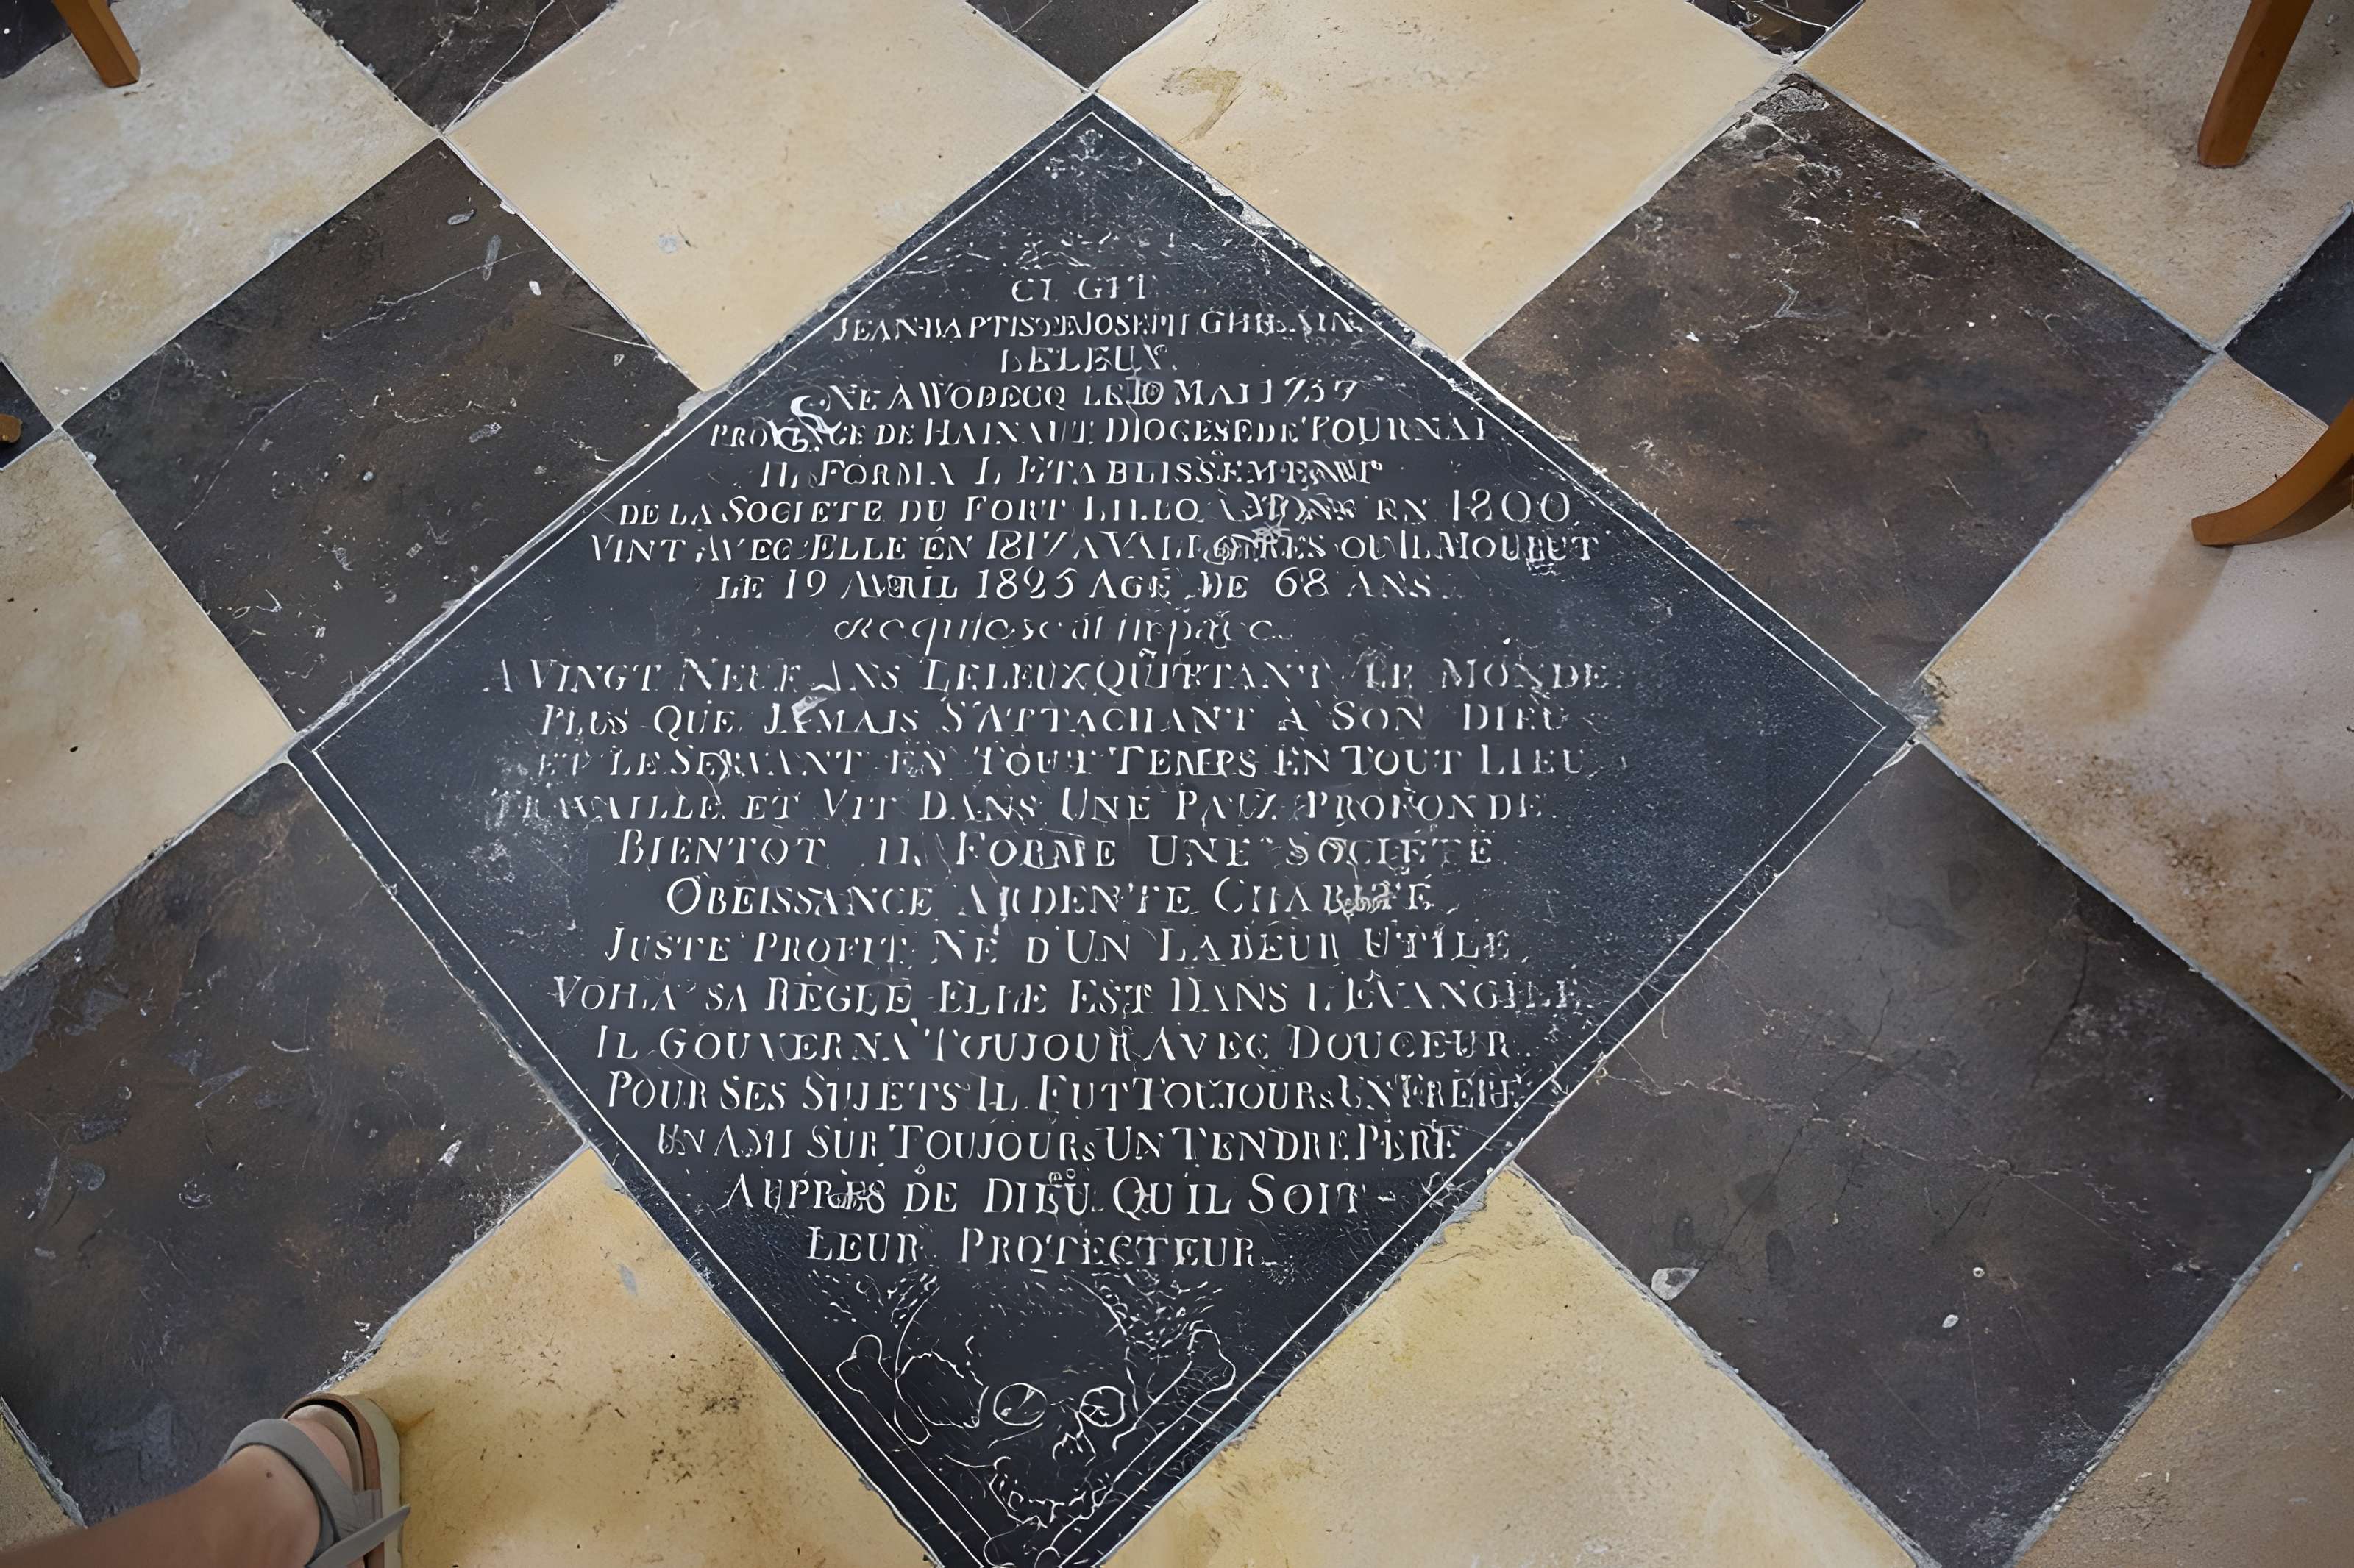 CI GIT
JEAN-BAPTISTE JOSEPH GHISLAIN
LELEUX
NE A WODECQ LE 10 MAI 1757
PROVINCE DE HAINAUT DIOCESE DE TOURNAI
IL FORMA L ETABLISSEMENT
DE LA SOCIETE DU FORT LILLO EN 1800
VINT AVEC ELLE EN 1817 A VALLOIRES OU IL MOURUT
LE 19 AVRIL 1825 AGE DE 68 ANS
requiescat in pace
A VINGT NEUF ANS LELEUX QUITTANT LE MONDE
PLUS QUE JAMAIS S'ATTACHANT A SON DIEU
ET LE SERVANT EN TOUT TEMPS EN TOUT LIEU
TRAVAILLE ET VIT DANS UNE PAIX PROFONDE
BIENTOT IL FORME UNE SOCIETE
OBEISSANCE ARDENTE CHARITE
JUSTE PROFIT NE D'UN LABEUR UTILE
VOILA SA REGLE ELLE EST DANS L'EVANGILE
IL GOUVERNA TOUJOUR AVEC DOUCEUR
POUR SES SUJETS IL FUT TOUJOURS UN FRERE
UN AMI SUR TOUJOURS UN TENDRE PERE
AUPRES DE DIEU QU IL SOIT -
LEUR PROTECTEUR